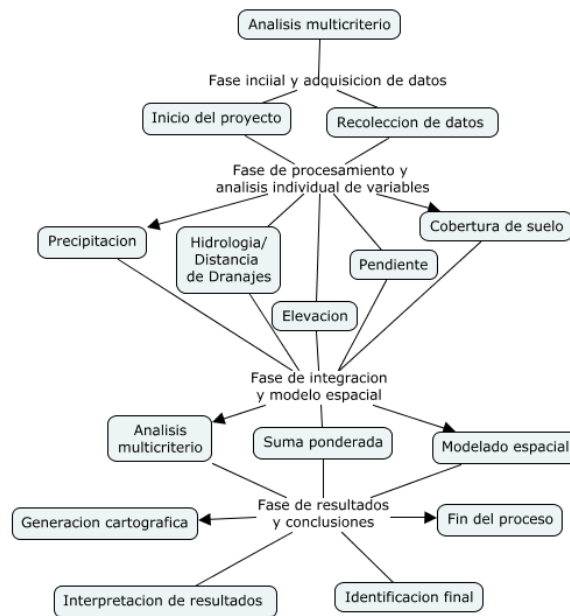 Analisis multicriterio
Fase inciial y adquisicion de datos
Inicio del proyecto
Recoleccion de datos
Fase de procesamiento y
analisis individual de variables
Precipitacion
Hidrologia/
Distancia
de Dranajes
Elevacion
Pendiente
Cobertura de suelo
Fase de integracion
y modelo espacial
Analisis
multicriterio
Suma ponderada
Modelado espacial
Fase de resultados
y conclusiones
Generacion cartografica
Fin del proceso
Interpretacion de resultados
Identificacion final